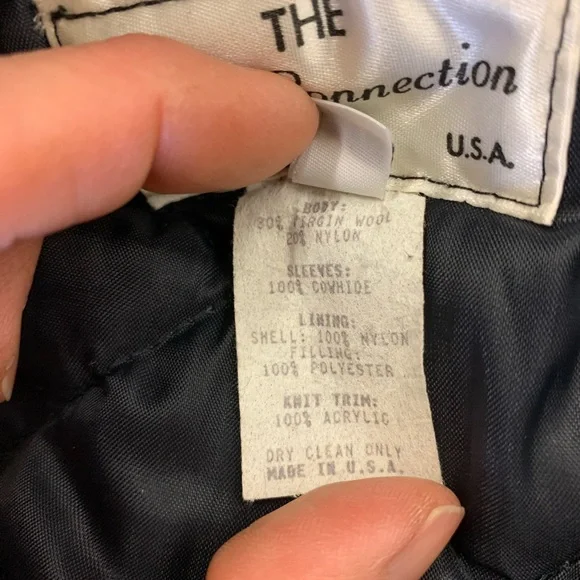 THE
Connection
U.S.A.
BODY:
80% VIRGIN WOOL
20% NYLON
SLEEVES:
100% COWHIDE
LINING:
SHELL: 100% NYLON
FILLING:
100% POLYESTER
KNIT TRIM:
100% ACRYLIC
DRY CLEAN ONLY
MADE IN U.S.A.